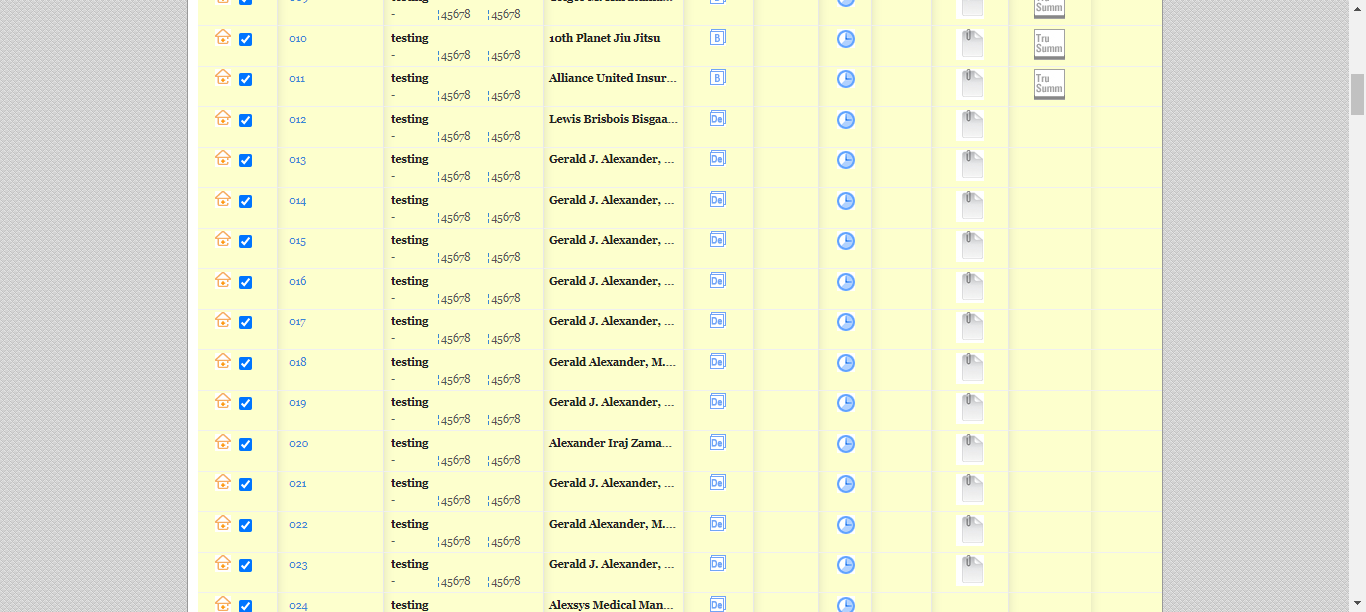 ¦45678 ¦45678
010 testing 10th Planet Jiu Jitsu B Tru Summ
- ¦45678 ¦45678
011 testing Alliance United Insur... B Tru Summ
- ¦45678 ¦45678
012 testing Lewis Brisbois Bisgaa... De
- ¦45678 ¦45678
013 testing Gerald J. Alexander, ... De
- ¦45678 ¦45678
014 testing Gerald J. Alexander, ... De
- ¦45678 ¦45678
015 testing Gerald J. Alexander, ... De
- ¦45678 ¦45678
016 testing Gerald J. Alexander, ... De
- ¦45678 ¦45678
017 testing Gerald J. Alexander, ... De
- ¦45678 ¦45678
018 testing Gerald Alexander, M.... De
- ¦45678 ¦45678
019 testing Gerald J. Alexander, ... De
- ¦45678 ¦45678
020 testing Alexander Iraj Zama... De
- ¦45678 ¦45678
021 testing Gerald J. Alexander, ... De
- ¦45678 ¦45678
022 testing Gerald Alexander, M.... De
- ¦45678 ¦45678
023 testing Gerald J. Alexander, ... De
- ¦45678 ¦45678
024 testing Alexsys Medical Man... De